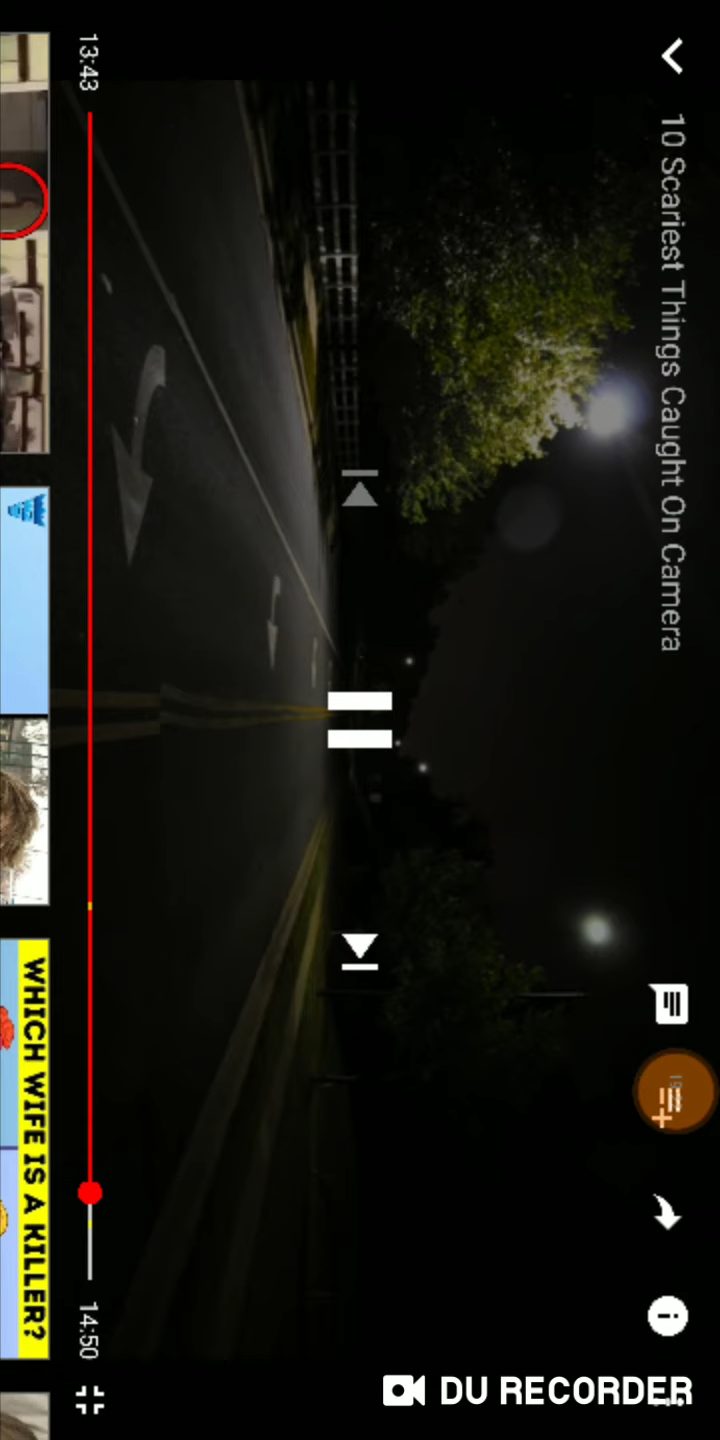 10 Scariest Things Caught On Camera
13:43
14:50
WHICH WIFE IS A KILLER?
DU RECORDER